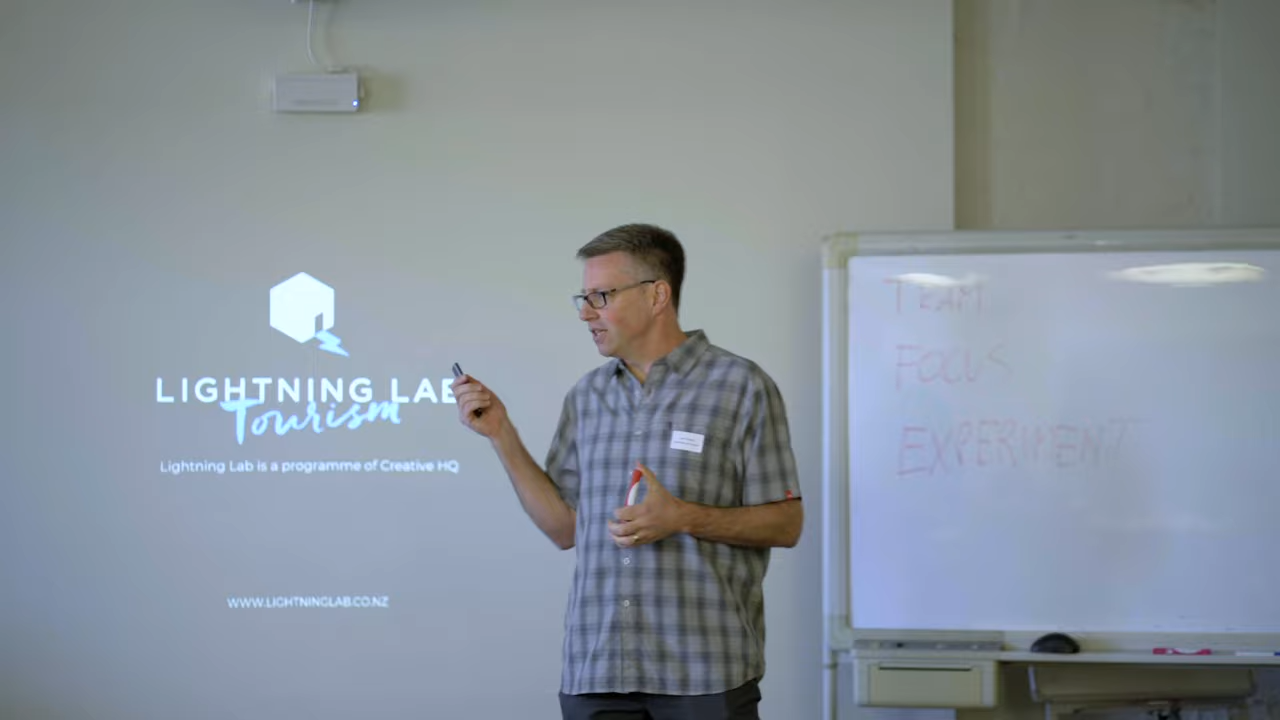 LIGHTNING LAB
Tourism
Lightning Lab is a programme of Creative HQ
WWW.LIGHTNINGLAB.CO.NZ
TEAM
FOCUS
EXPERIMENT